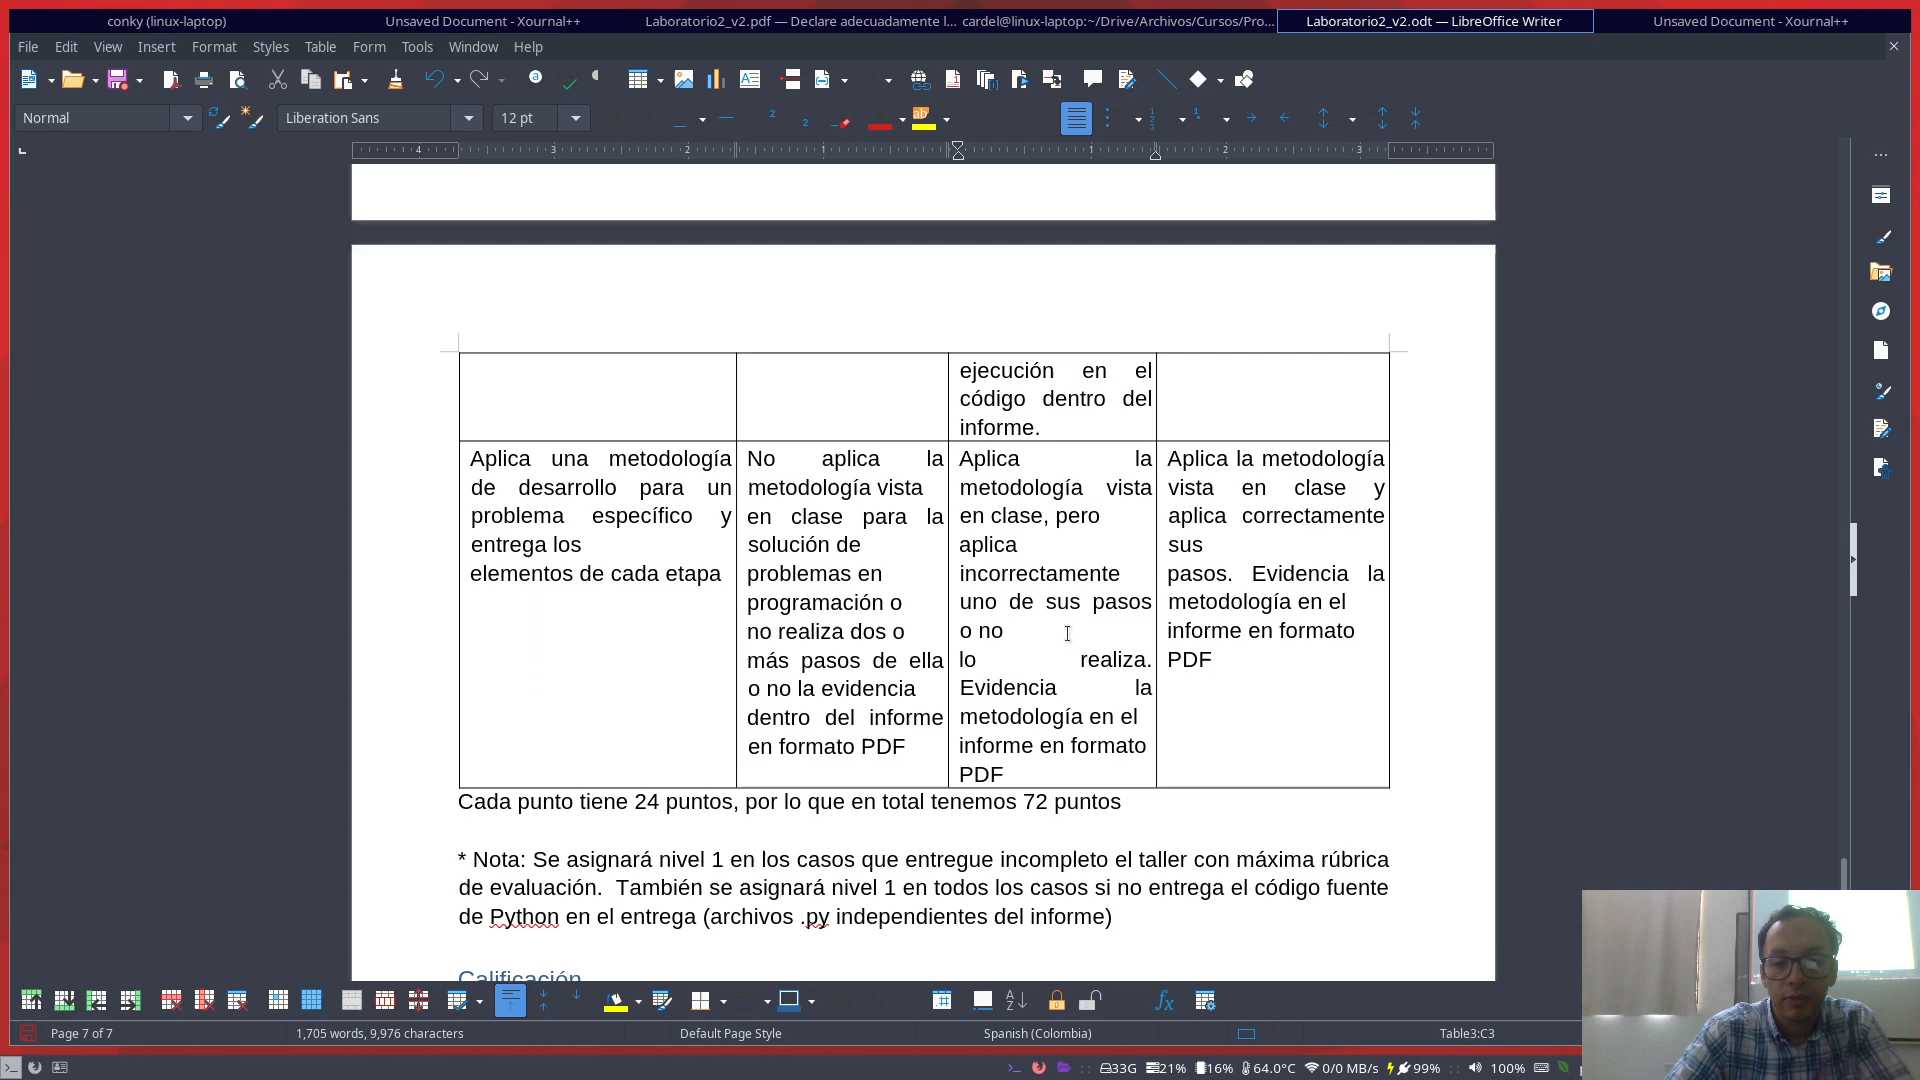 conky (linux-laptop)
Unsaved Document - Xournal++
Laboratorio2_v2.pdf — Declare adecuadamente l...
cardel@linux-laptop:~/Drive/Archivos/Cursos/Pro...
Laboratorio2_v2.odt — LibreOffice Writer
Unsaved Document - Xournal++
File Edit View Insert Format Styles Table Form Tools Window Help
Normal
Liberation Sans
12 pt
4 3 2 1 1 2 3
ejecución en el
código dentro del
informe.
Aplica una metodología
de desarrollo para un
problema específico y
entrega los
elementos de cada etapa
No aplica la
metodología vista
en clase para la
solución de
problemas en
programación o
no realiza dos o
más pasos de ella
o no la evidencia
dentro del informe
en formato PDF
Aplica la
metodología vista
en clase, pero
aplica
incorrectamente
uno de sus pasos
o no
lo realiza.
Evidencia la
metodología en el
informe en formato
PDF
Aplica la metodología
vista en clase y
aplica correctamente
sus
pasos. Evidencia la
metodología en el
informe en formato
PDF
Cada punto tiene 24 puntos, por lo que en total tenemos 72 puntos
* Nota: Se asignará nivel 1 en los casos que entregue incompleto el taller con máxima rúbrica
de evaluación. También se asignará nivel 1 en todos los casos si no entrega el código fuente
de Python en el entrega (archivos .py independientes del informe)
Calificación
Page 7 of 7
1,705 words, 9,976 characters
Default Page Style
Spanish (Colombia)
Table3:C3
33G 21% 16% 64.0°C 0/0 MB/s 99% 100%